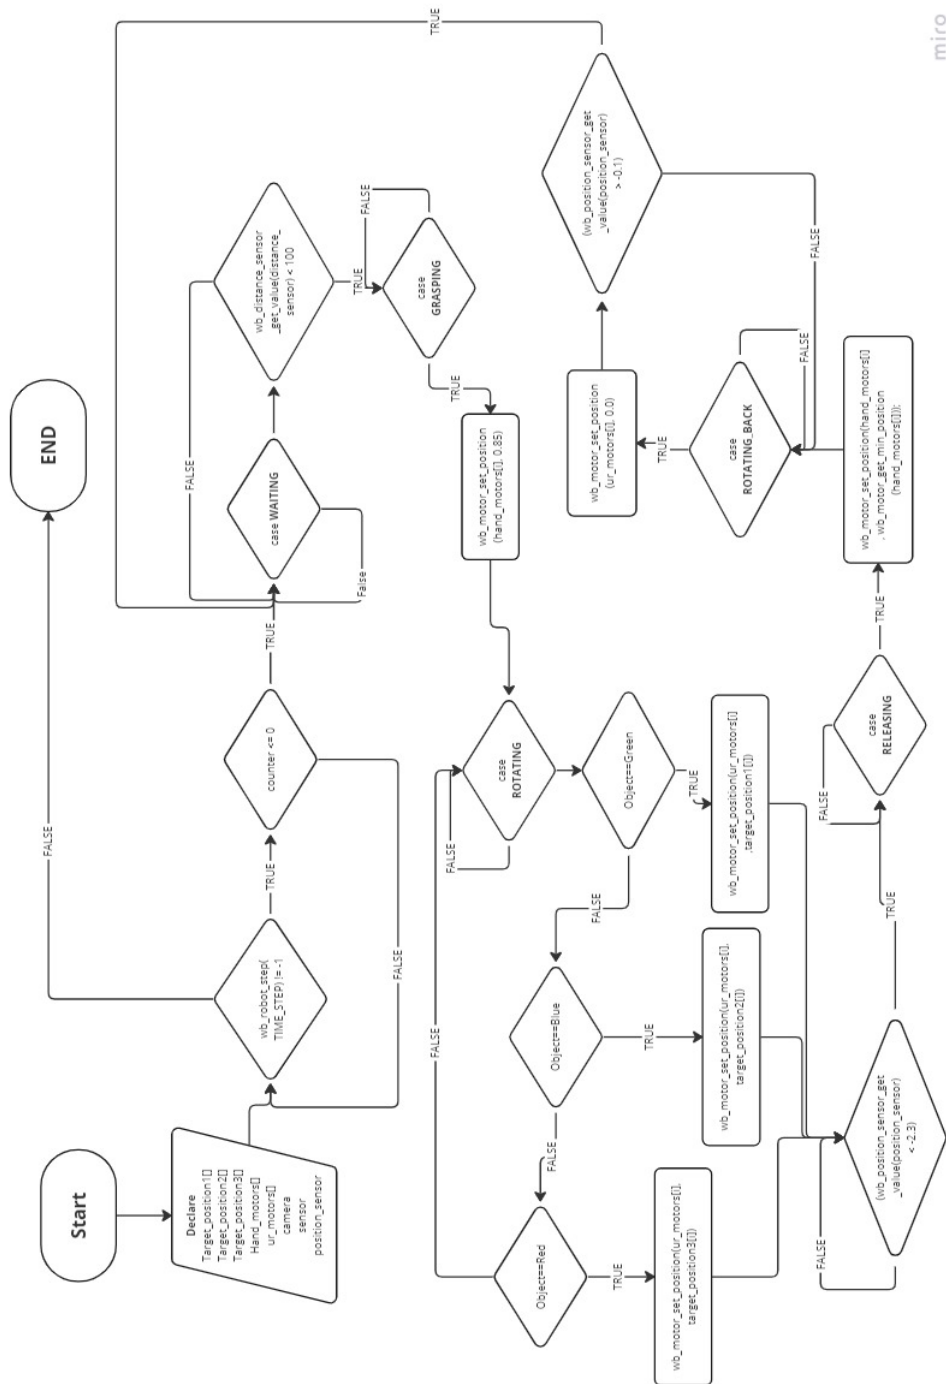 Start
Declare
Target_position1[]
Target_position2[]
Target_position3[]
Hand_motors[]
ur_motors[]
camera
sensor
position_sensor
wb_robot_step(
TIME_STEP) != -1
FALSE
END
TRUE
counter <= 0
FALSE
TRUE
case WAITING
False
FALSE
wb_distance_sensor
_get_value(distance_
sensor) < 100
TRUE
case
GRASPING
FALSE
TRUE
wb_motor_set_position
(hand_motors[i], 0.85)
case
ROTATING
FALSE
Object==Green
TRUE
wb_motor_set_position(ur_motors[i]
,target_position1[i])
FALSE
Object==Blue
TRUE
wb_motor_set_position(ur_motors[i],
target_position2[i])
FALSE
Object==Red
FALSE
TRUE
wb_motor_set_position(ur_motors[i],
target_position3[i])
(wb_position_sensor_get
_value(position_sensor)
< -2.3)
FALSE
TRUE
case
RELEASING
FALSE
TRUE
wb_motor_set_position(hand_motors[i]
, wb_motor_get_min_position
(hand_motors[i]));
case
ROTATING_BACK
FALSE
TRUE
wb_motor_set_position
(ur_motors[i], 0.0)
(wb_position_sensor_get
_value(position_sensor)
> -0.1)
FALSE
TRUE
miro